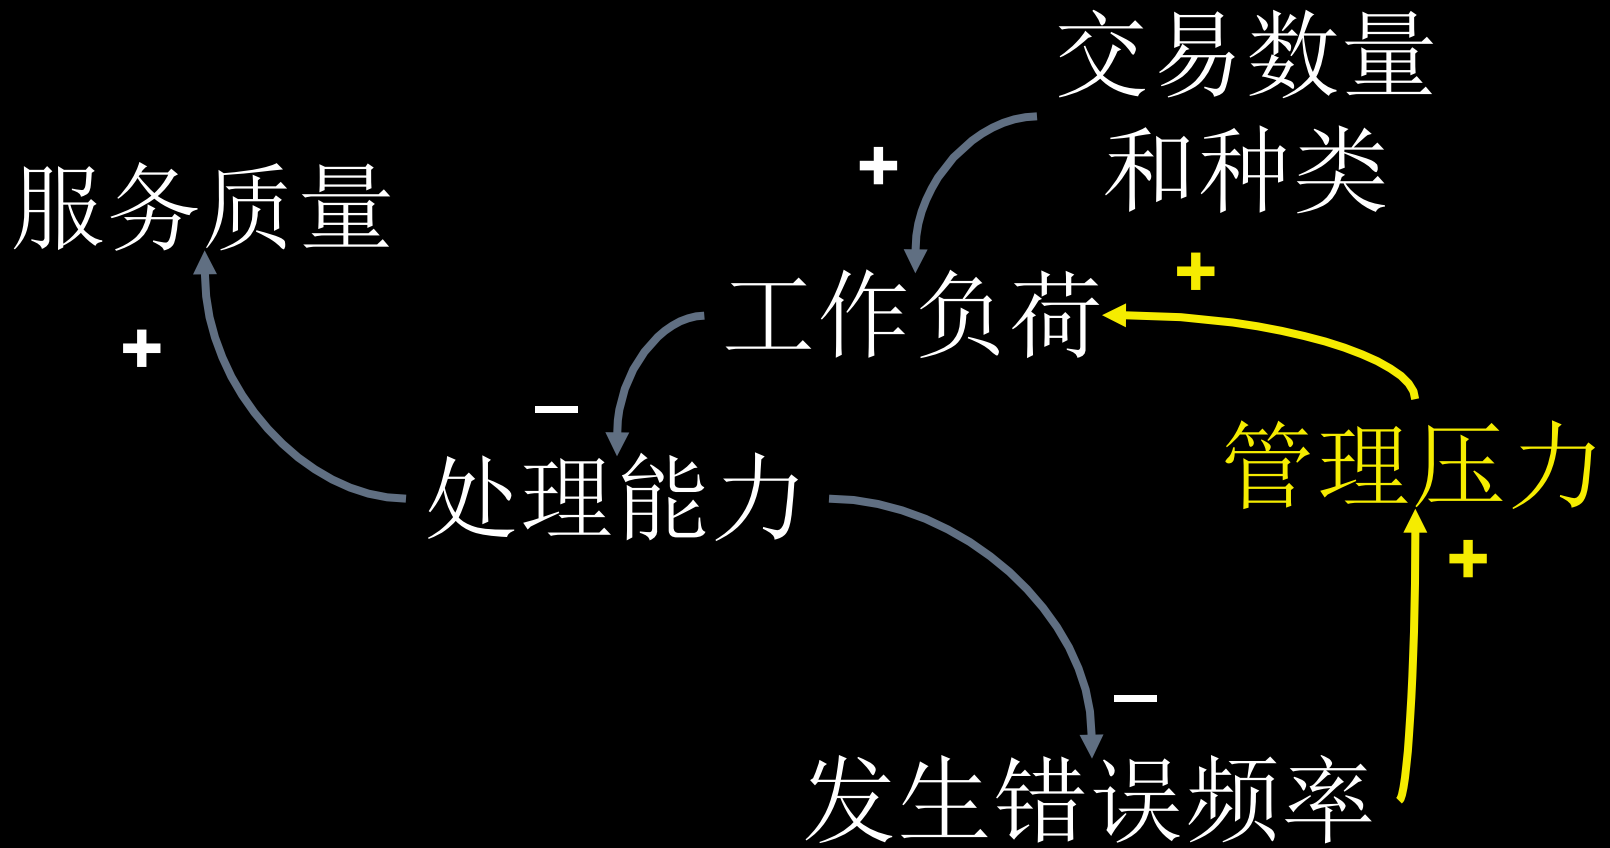 交易数量
和种类
+
服务质量
+
工作负荷
+
−
处理能力
管理压力
+
−
发生错误频率